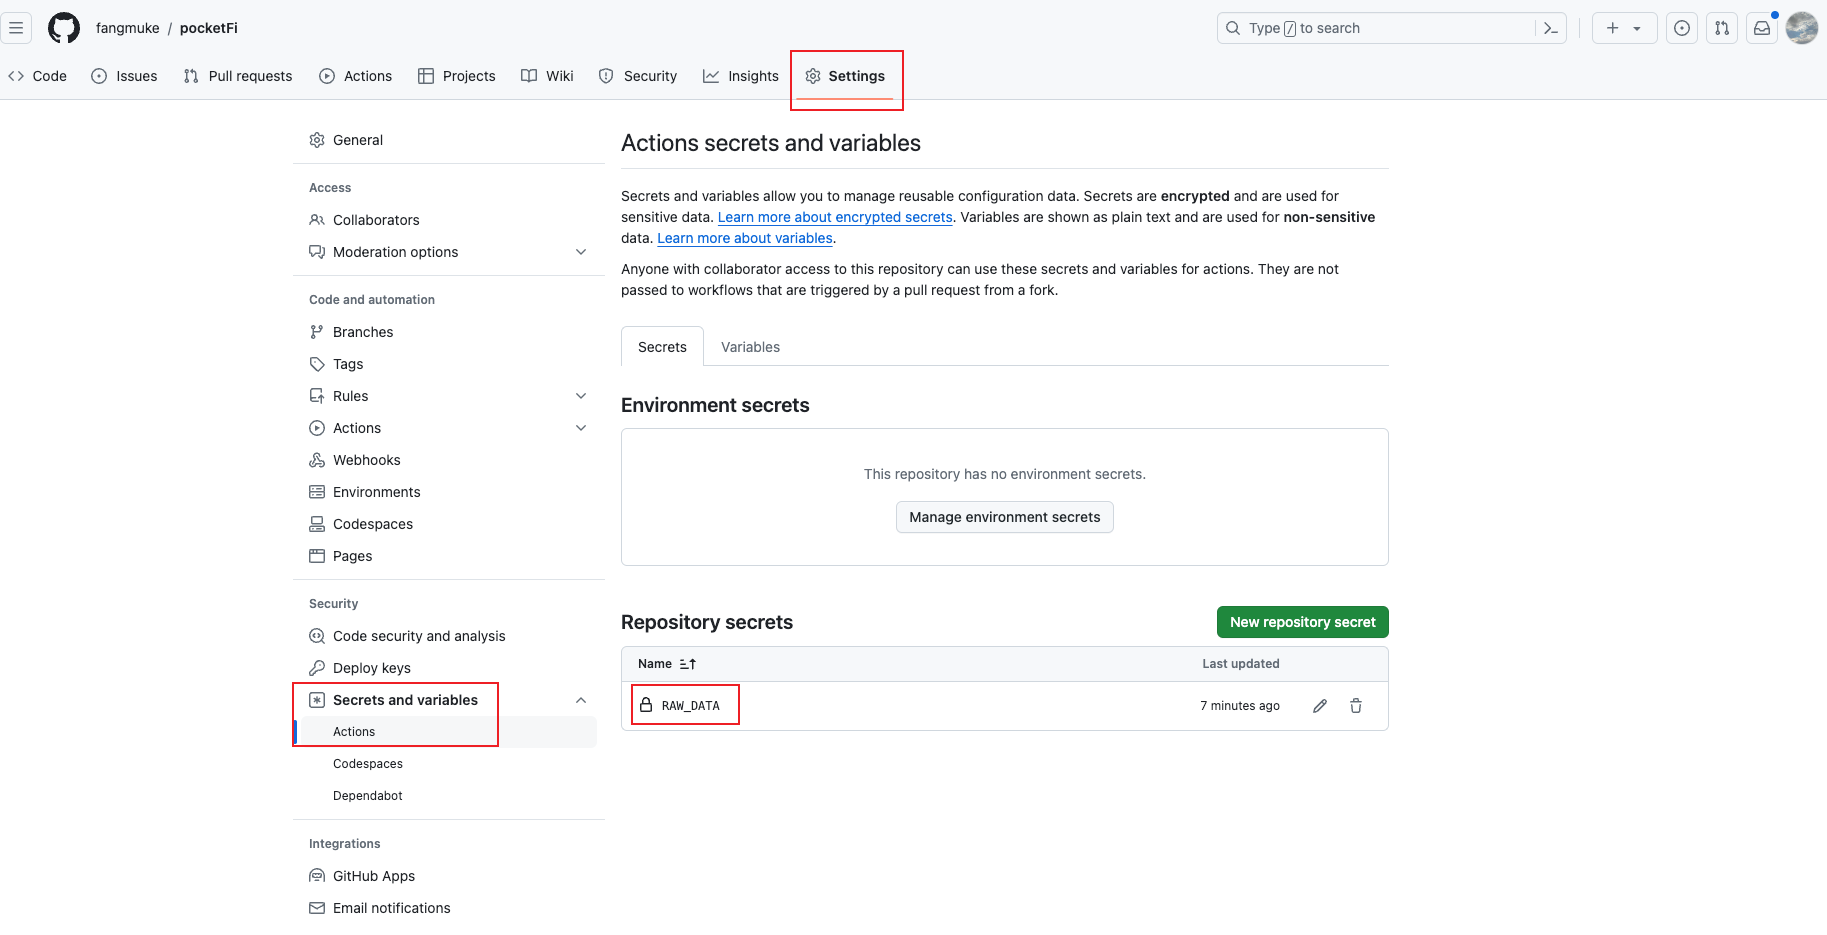 fangmuke / pocketFi
Type / to search
Code
Issues
Pull requests
Actions
Projects
Wiki
Security
Insights
Settings
General
Access
Collaborators
Moderation options
Code and automation
Branches
Tags
Rules
Actions
Webhooks
Environments
Codespaces
Pages
Security
Code security and analysis
Deploy keys
Secrets and variables
Actions
Codespaces
Dependabot
Integrations
GitHub Apps
Email notifications
Actions secrets and variables
Secrets and variables allow you to manage reusable configuration data. Secrets are encrypted and are used for
sensitive data. Learn more about encrypted secrets. Variables are shown as plain text and are used for non-sensitive
data. Learn more about variables.
Anyone with collaborator access to this repository can use these secrets and variables for actions. They are not
passed to workflows that are triggered by a pull request from a fork.
Secrets
Variables
Environment secrets
This repository has no environment secrets.
Manage environment secrets
Repository secrets
New repository secret
Name
Last updated
RAW_DATA
7 minutes ago